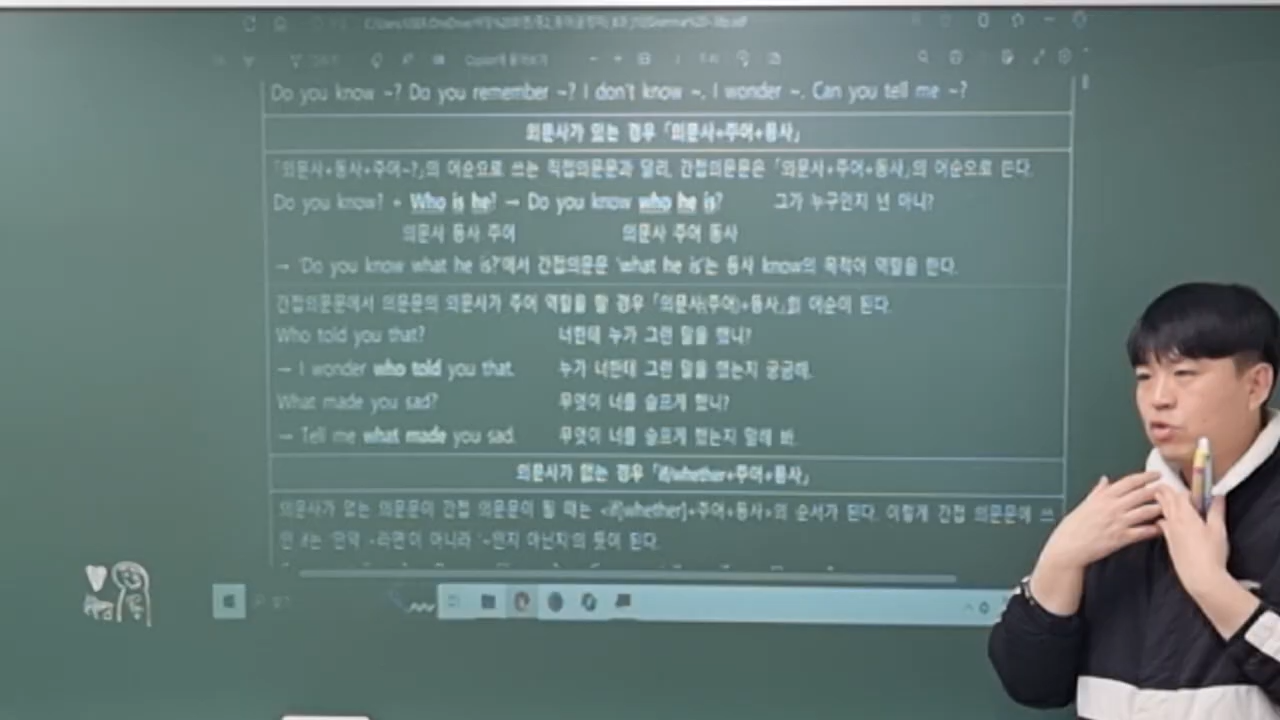 Do you know ~? Do you remember ~? I don't know ~. I wonder ~. Can you tell me ~?
의문사가 있는 경우 「의문사+주어+동사」
「의문사+동사+주어~?」의 어순으로 쓰는 직접의문문과 달리, 간접의문문은 「의문사+주어+동사」의 어순으로 쓴다.
Do you know? + Who is he? → Do you know who he is? 그가 누구인지 넌 아니?
의문사 동사 주어 의문사 주어 동사
→ 'Do you know what he is?'에서 간접의문문 'what he is'는 동사 know의 목적어 역할을 한다.
간접의문문에서 의문문의 의문사가 주어 역할을 할 경우 「의문사(주어)+동사」의 어순이 된다.
Who told you that? 너한테 누가 그런 말을 했니?
→ I wonder who told you that. 누가 너한테 그런 말을 했는지 궁금해.
What made you sad? 무엇이 너를 슬프게 했니?
→ Tell me what made you sad. 무엇이 너를 슬프게 했는지 말해 봐.
의문사가 없는 경우 「if/whether+주어+동사」
의문사가 없는 의문문이 간접 의문문이 될 때는 <if[whether]+주어+동사>의 순서가 된다. 이렇게 간접 의문문에 쓰
인 if는 '만약 ~라면'이 아니라 '~인지 아닌지'의 뜻이 된다.